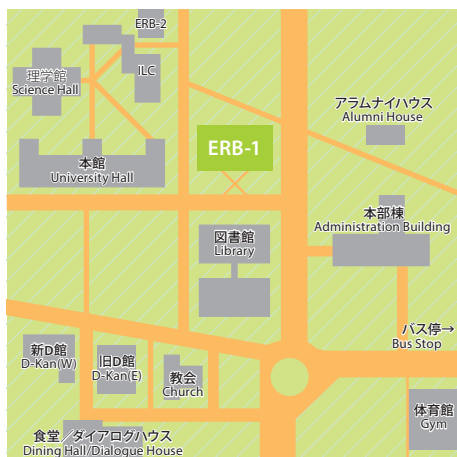 ERB-2
ILC
理学館
Science Hall
アラムナイハウス
Alumni House
ERB-1
本館
University Hall
本部棟
Administration Building
図書館
Library
バス停→
Bus Stop
新D館
D-Kan(W)
旧D館
D-Kan(E)
教会
Church
体育館
Gym
食堂／ダイアログハウス
Dining Hall/Dialogue House